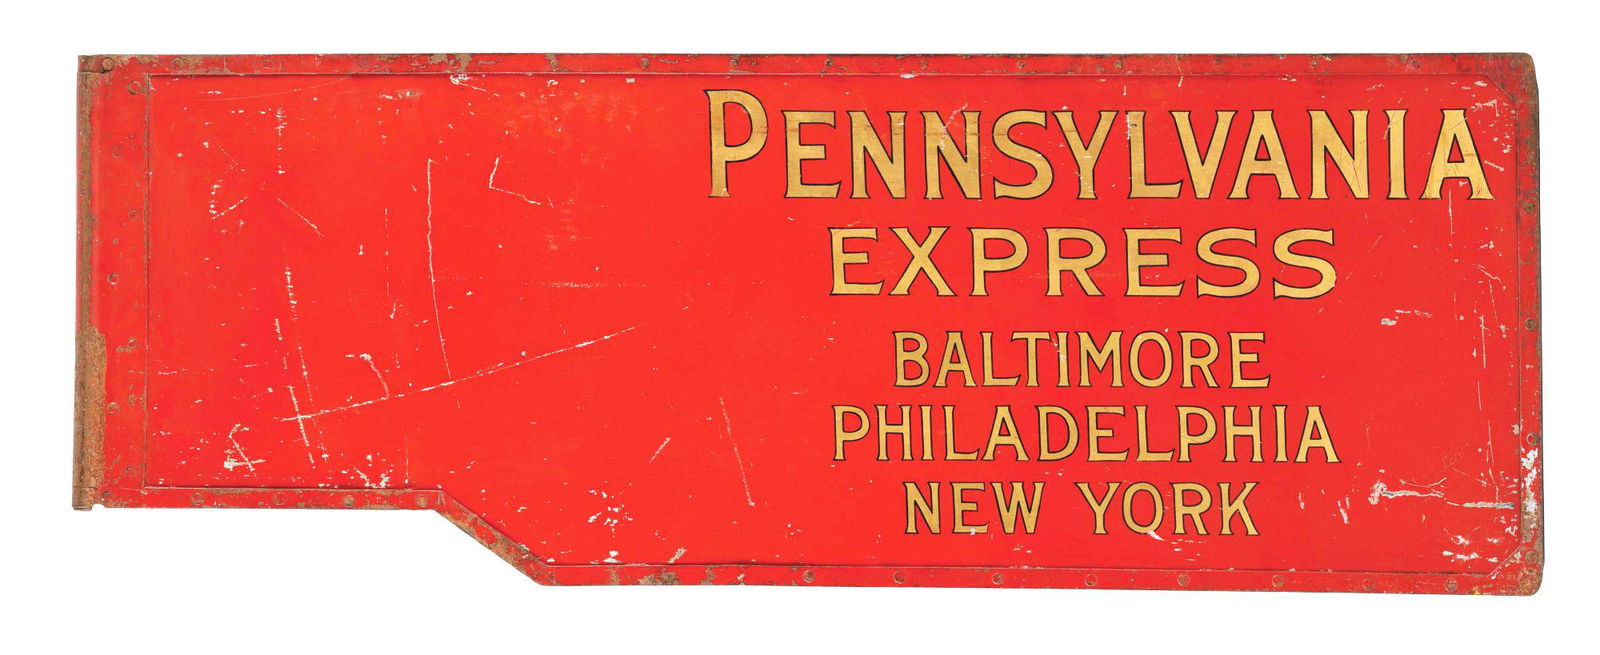 PENNSYLVANIA
EXPRESS
BALTIMORE
PHILADELPHIA
NEW YORK